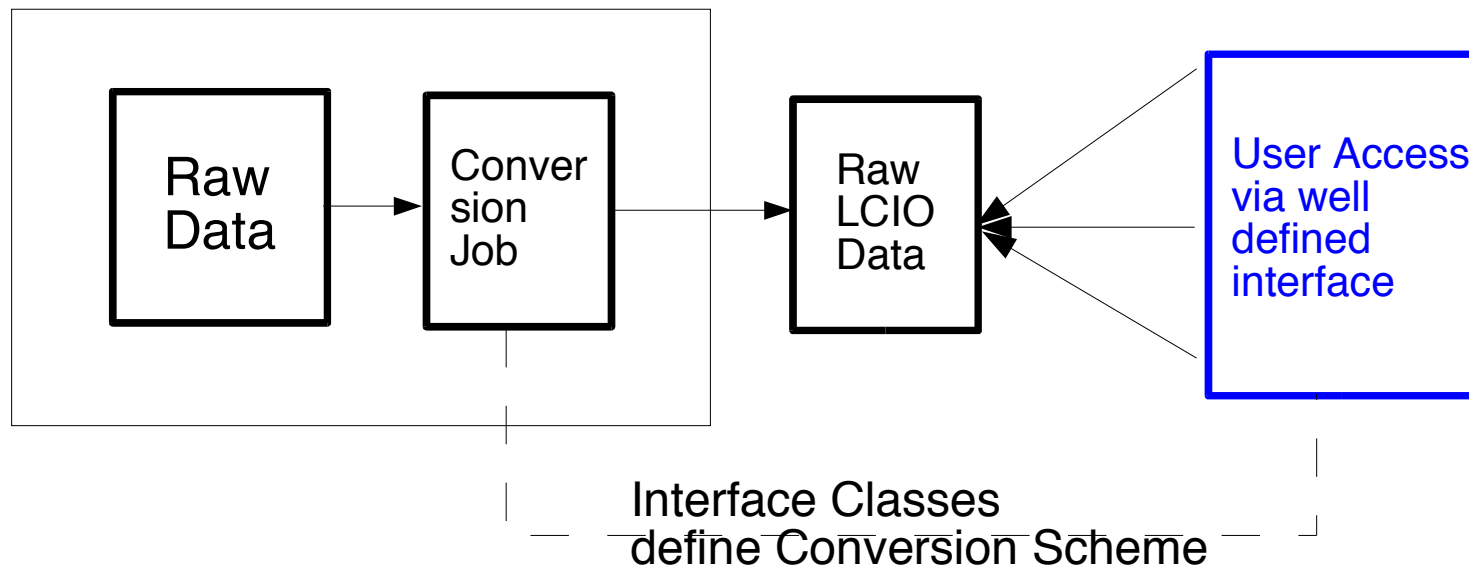 Raw
Data
Conver
sion
Job
Raw
LCIO
Data
User Access
via well
defined
interface
Interface Classes
define Conversion Scheme